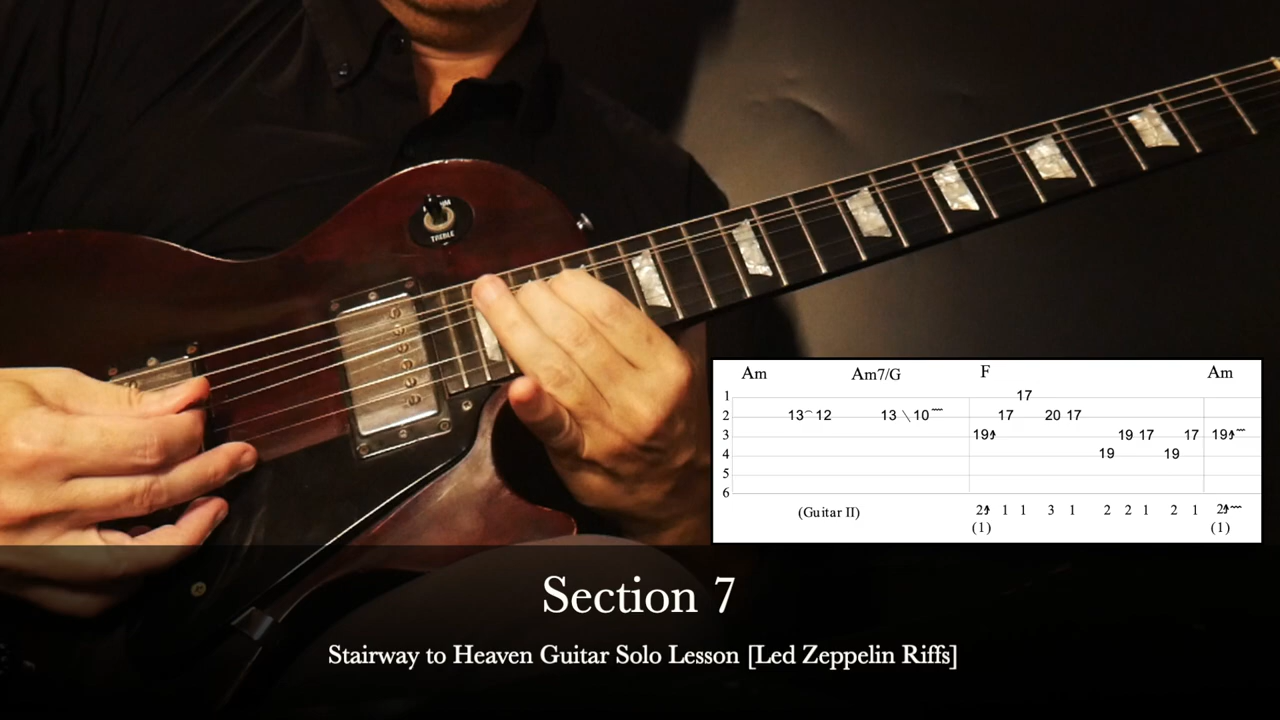 TREBLE
Am Am7/G F Am
1 17
2 13 12 13 \ 10 17 20 17
3 19 19 17 17 19
4 19 19
5
6
(Guitar II) 2 1 1 3 1 2 2 1 2 1 2
(1) (1)
Section 7
Stairway to Heaven Guitar Solo Lesson [Led Zeppelin Riffs]